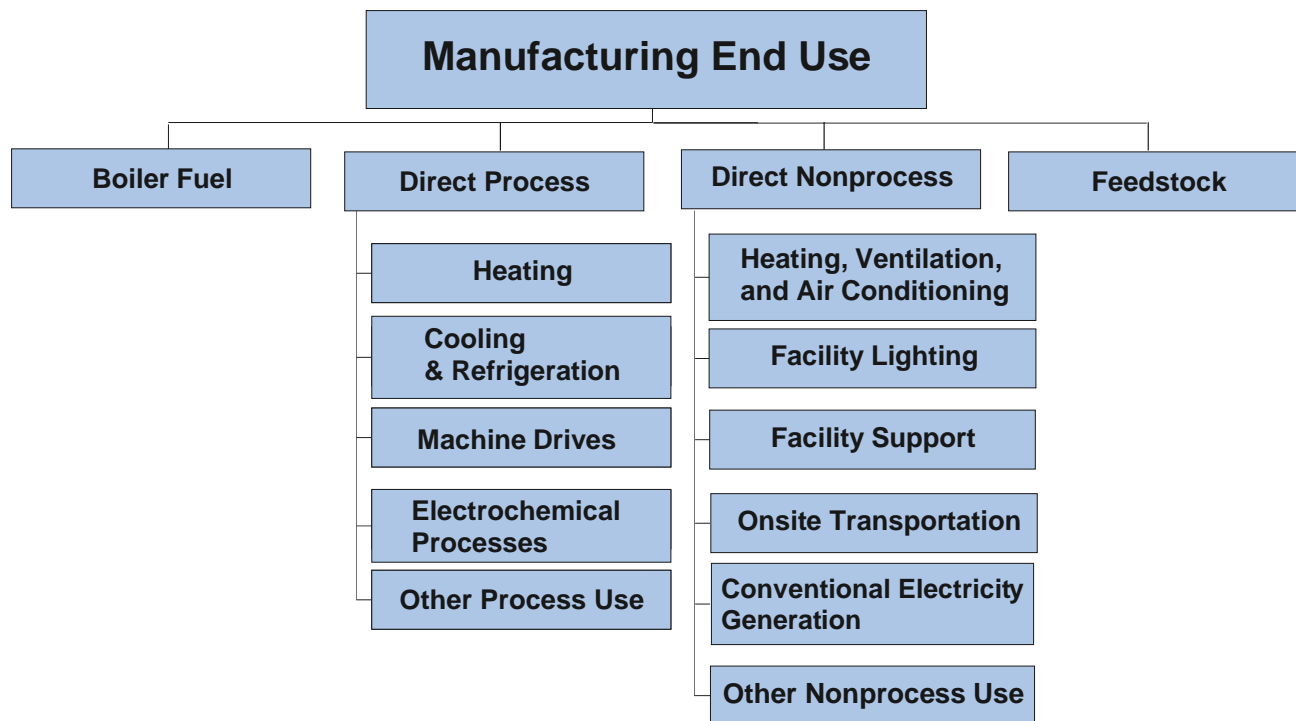 Manufacturing End Use
Boiler Fuel
Direct Process
Direct Nonprocess
Feedstock
Heating
Cooling
& Refrigeration
Machine Drives
Electrochemical
Processes
Other Process Use
Heating, Ventilation,
and Air Conditioning
Facility Lighting
Facility Support
Onsite Transportation
Conventional Electricity
Generation
Other Nonprocess Use